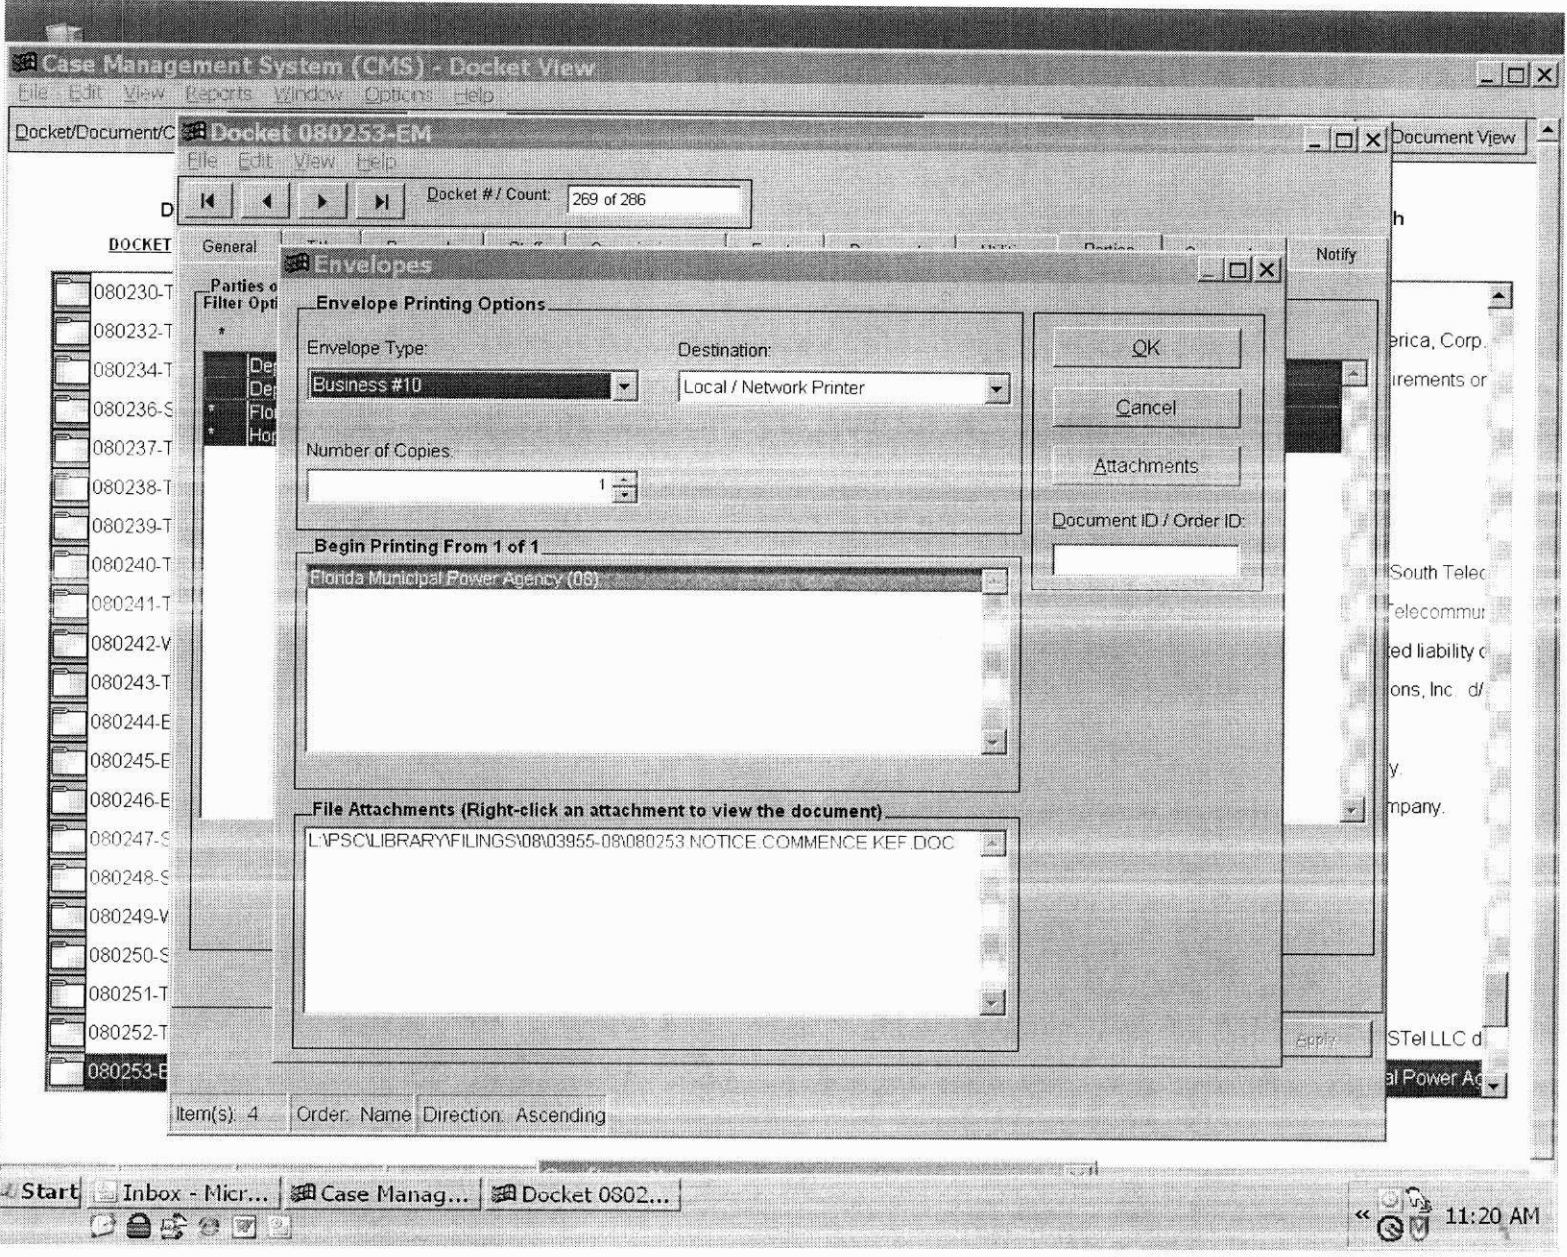 Case Management System (CMS) - Docket View
File Edit View Reports Window Options Help
Docket/Document/C
Document View
Docket 080253-EM
File Edit View Help
Docket # / Count: 269 of 286
D
h
DOCKET
General
Notify
Parties o
Filter Opti
*
De
De
* Flo
* Hor
Envelopes
Envelope Printing Options
Envelope Type:
Business #10
Destination:
Local / Network Printer
Number of Copies:
1
OK
Cancel
Attachments
Document ID / Order ID:
Begin Printing From 1 of 1
Florida Municipal Power Agency (08)
File Attachments (Right-click an attachment to view the document)
L:\PSC\LIBRARY\FILINGS\08\03955-08\080253.NOTICE.COMMENCE.KEF.DOC
080230-T
080232-T
080234-T
080236-S
080237-T
080238-T
080239-T
080240-T
080241-T
080242-W
080243-T
080244-E
080245-E
080246-E
080247-S
080248-S
080249-W
080250-S
080251-T
080252-T
080253-E
erica, Corp.
irements or
South Telec
elecommur
ed liability c
ons, Inc. d/
y.
mpany.
STel LLC d
al Power Ag
Apply
Item(s): 4 Order: Name Direction: Ascending
Start Inbox - Micr... Case Manag... Docket 0802...
« 11:20 AM